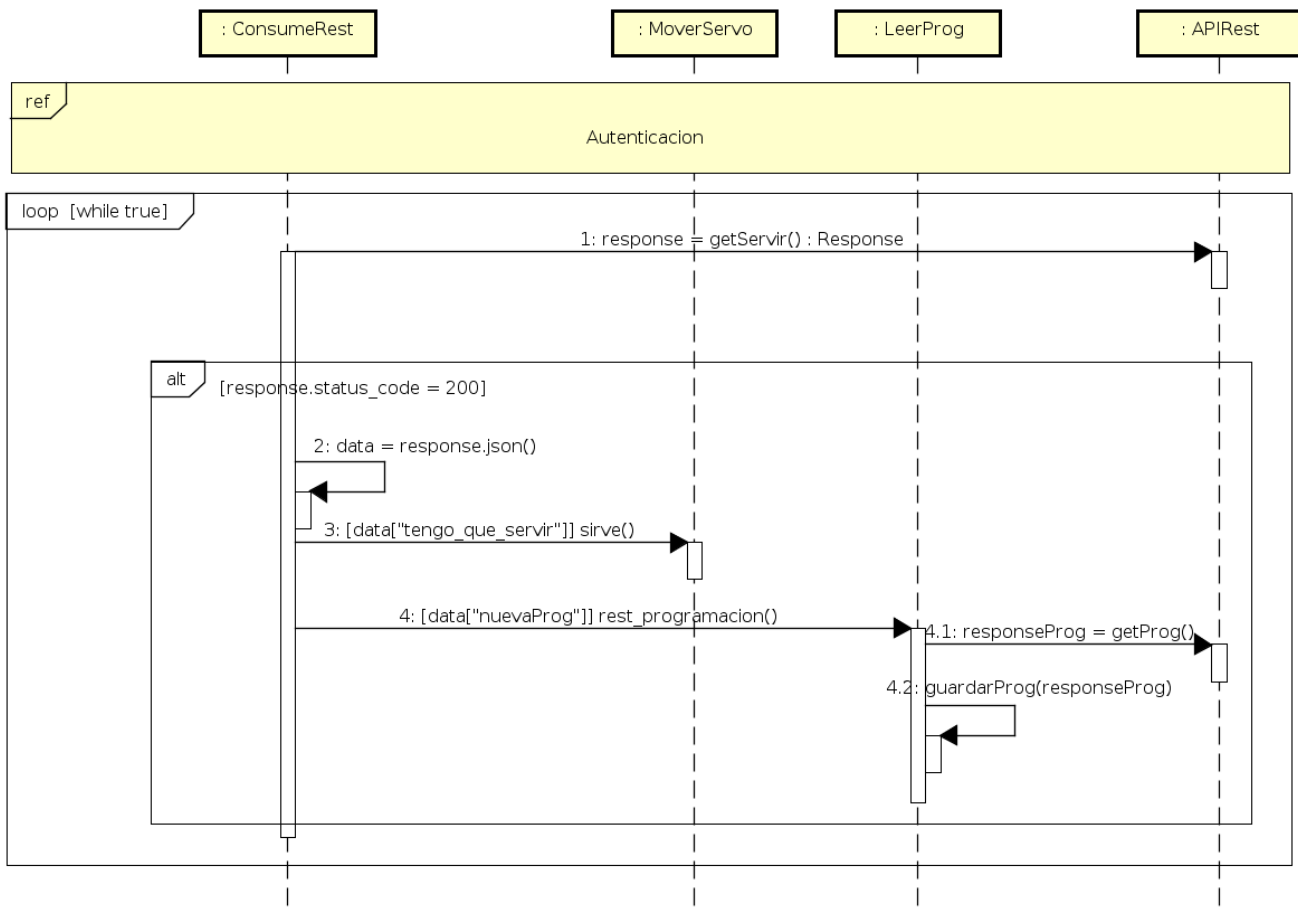 : ConsumeRest
: MoverServo
: LeerProg
: APIRest
ref
Autenticacion
loop [while true]
1: response = getServir() : Response
alt
[response.status_code = 200]
2: data = response.json()
3: [data["tengo_que_servir"]] sirve()
4: [data["nuevaProg"]] rest_programacion()
4.1: responseProg = getProg()
4.2: guardarProg(responseProg)